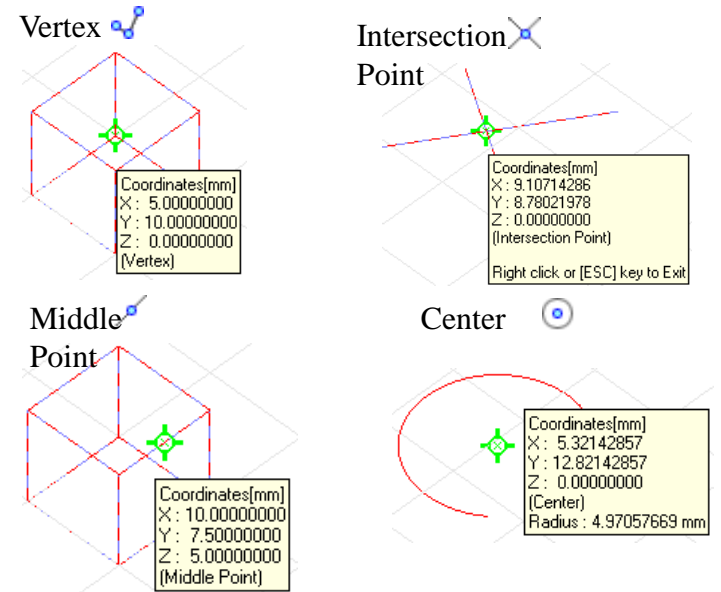 Vertex
Coordinates[mm]
X : 5.00000000
Y : 10.00000000
Z : 0.00000000
(Vertex)
Intersection
Point
Coordinates[mm]
X : 9.10714286
Y : 8.78021978
Z : 0.00000000
(Intersection Point)
Right click or [ESC] key to Exit
Middle
Point
Coordinates[mm]
X : 10.00000000
Y : 7.50000000
Z : 5.00000000
(Middle Point)
Center
Coordinates[mm]
X : 5.32142857
Y : 12.82142857
Z : 0.00000000
(Center)
Radius : 4.97057669 mm